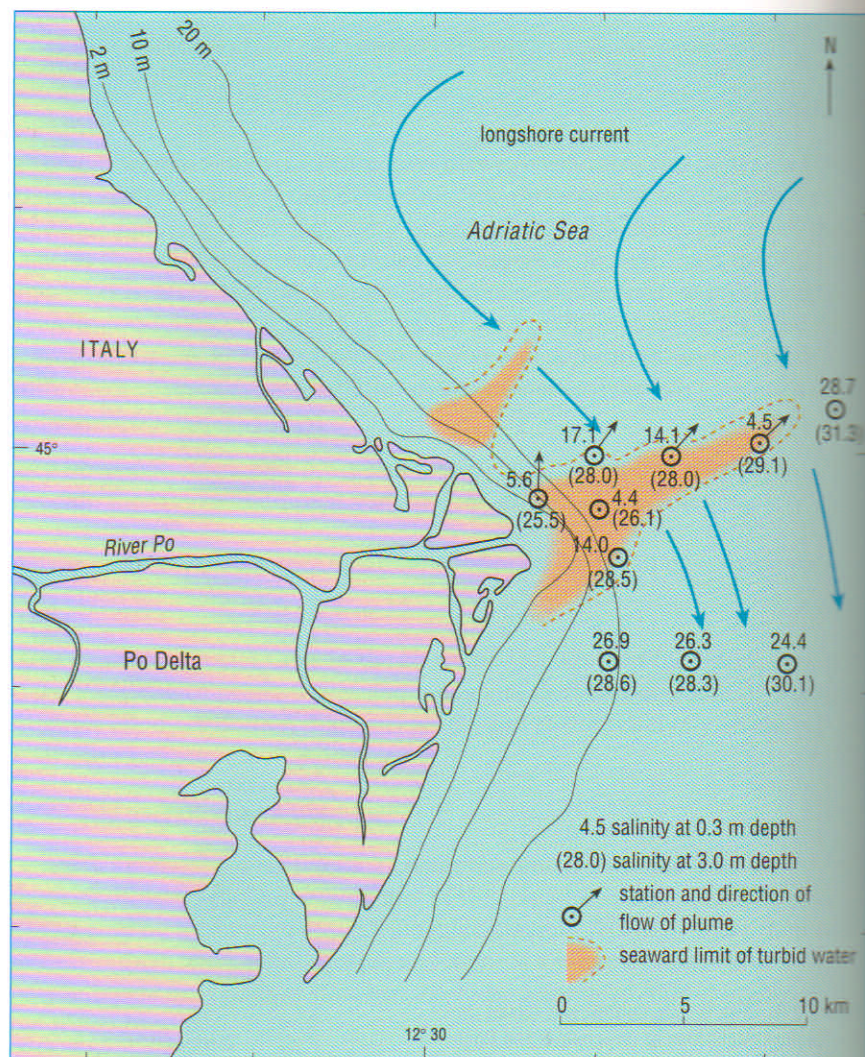 2 m
10 m
20 m
N
longshore current
Adriatic Sea
ITALY
45°
28.7
(31.3)
17.1
(28.0)
14.1
(28.0)
4.5
(29.1)
5.6
(25.5)
4.4
(26.1)
14.0
(28.5)
River Po
Po Delta
26.9
(28.6)
26.3
(28.3)
24.4
(30.1)
4.5 salinity at 0.3 m depth
(28.0) salinity at 3.0 m depth
station and direction of
flow of plume
seaward limit of turbid water
0 5 10 km
12° 30